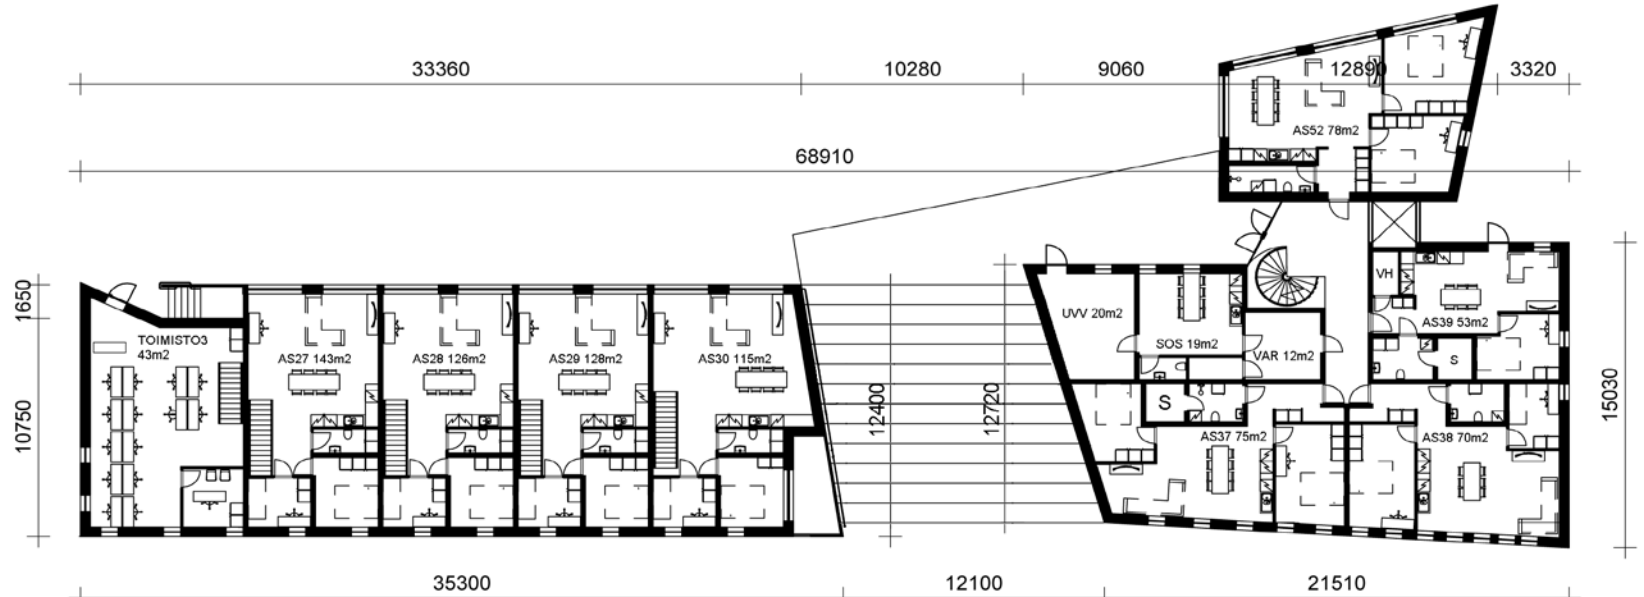 33360
10280
9060
12890
3320
68910
AS52 78m2
1650
10750
TOIMISTO3
43m2
AS27 143m2
AS28 126m2
AS29 128m2
AS30 115m2
12400
12720
UVV 20m2
SOS 19m2
VAR 12m2
VH
AS39 53m2
S
S
AS37 75m2
AS38 70m2
15030
35300
12100
21510